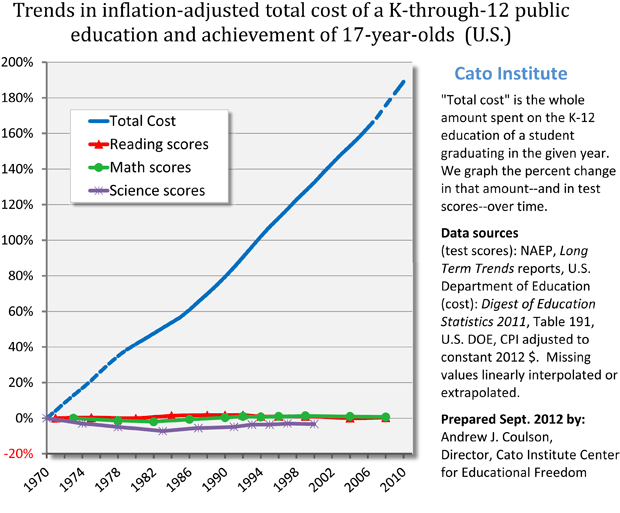 Trends in inflation-adjusted total cost of a K-through-12 public
education and achievement of 17-year-olds (U.S.)
200%
180%
160%
140%
120%
100%
80%
60%
40%
20%
0%
-20%
Total Cost
Reading scores
Math scores
Science scores
1970
1974
1978
1982
1986
1990
1994
1998
2002
2006
2010
Cato Institute
"Total cost" is the whole
amount spent on the K-12
education of a student
graduating in the given year.
We graph the percent change
in that amount--and in test
scores--over time.
Data sources
(test scores): NAEP, Long
Term Trends reports, U.S.
Department of Education
(cost): Digest of Education
Statistics 2011, Table 191,
U.S. DOE, CPI adjusted to
constant 2012 $. Missing
values linearly interpolated or
extrapolated.
Prepared Sept. 2012 by:
Andrew J. Coulson,
Director, Cato Institute Center
for Educational Freedom